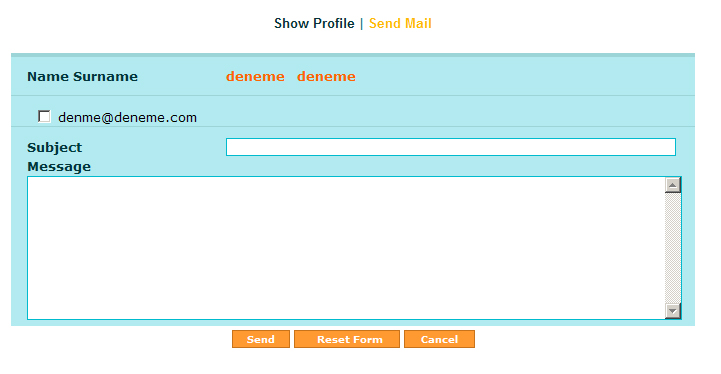 Show Profile | Send Mail
Name Surname deneme deneme
denme@deneme.com
Subject
Message
Send Reset Form Cancel